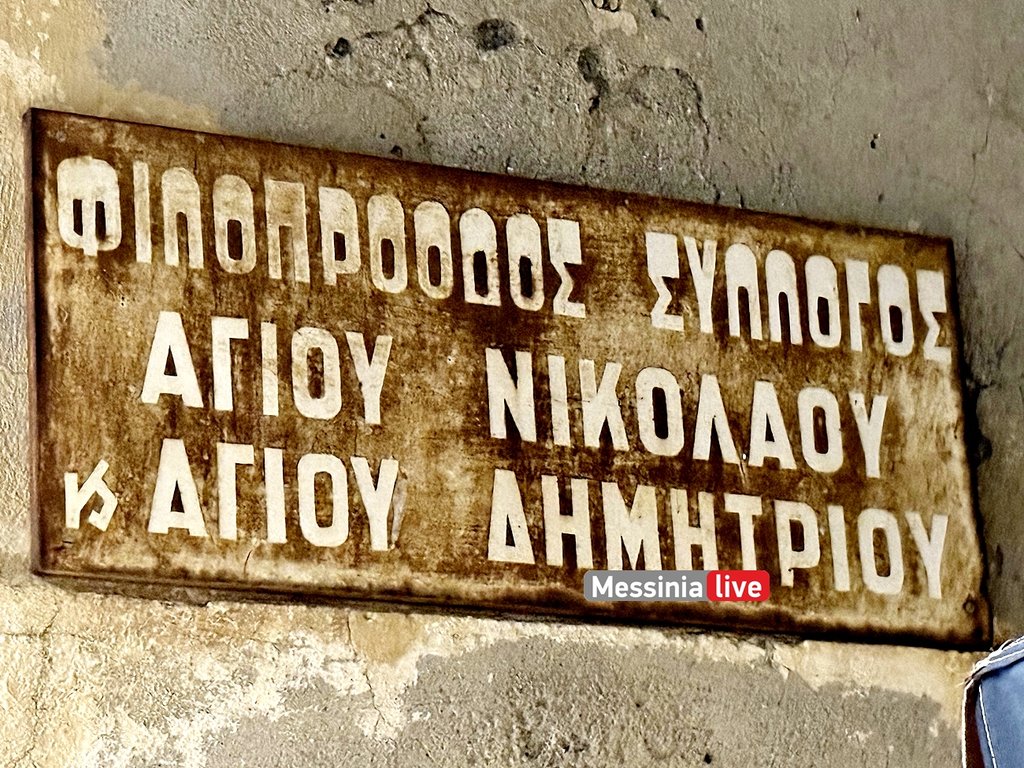 ΦΙΛΟΠΡΟΟΔΟΣ ΣΥΛΛΟΓΟΣ
ΑΓΙΟΥ ΝΙΚΟΛΑΟΥ
κ ΑΓΙΟΥ ΔΗΜΗΤΡΙΟΥ
Messinia live